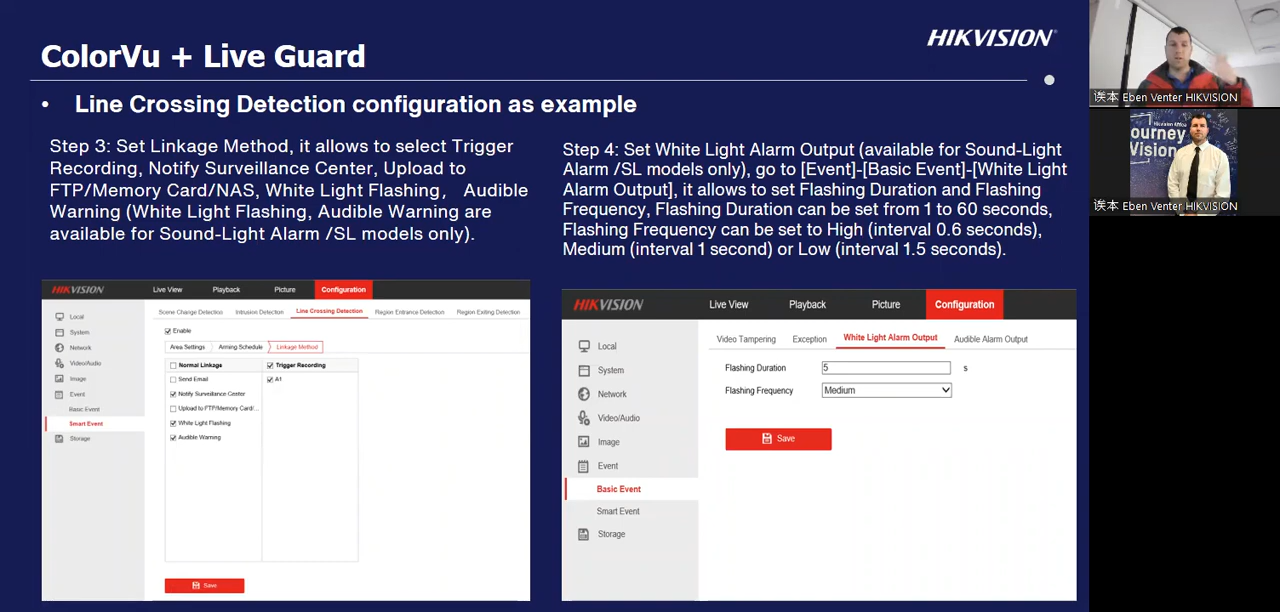 ColorVu + Live Guard
HIKVISION
• Line Crossing Detection configuration as example
Step 3: Set Linkage Method, it allows to select Trigger
Recording, Notify Surveillance Center, Upload to
FTP/Memory Card/NAS, White Light Flashing, Audible
Warning (White Light Flashing, Audible Warning are
available for Sound-Light Alarm /SL models only).
Step 4: Set White Light Alarm Output (available for Sound-Light
Alarm /SL models only), go to [Event]-[Basic Event]-[White Light
Alarm Output], it allows to set Flashing Duration and Flashing
Frequency, Flashing Duration can be set from 1 to 60 seconds,
Flashing Frequency can be set to High (interval 0.6 seconds),
Medium (interval 1 second) or Low (interval 1.5 seconds).
HIKVISION Live View Playback Picture Configuration
Local
System
Network
Video/Audio
Image
Event
Basic Event
Smart Event
Storage
Scene Change Detection Intrusion Detection Line Crossing Detection Region Entrance Detection Region Exiting Detection
Enable
Area Settings Arming Schedule Linkage Method
Normal Linkage Trigger Recording
Send Email A1
Notify Surveillance Center
Upload to FTP/Memory Card/...
White Light Flashing
Audible Warning
Save
HIKVISION Live View Playback Picture Configuration
Local
System
Network
Video/Audio
Image
Event
Basic Event
Smart Event
Storage
Video Tampering Exception White Light Alarm Output Audible Alarm Output
Flashing Duration 5 s
Flashing Frequency Medium
Save
诶本 Eben Venter HIKVISION
Hikvision Africa
ourney
Vision
诶本 Eben Venter HIKVISION